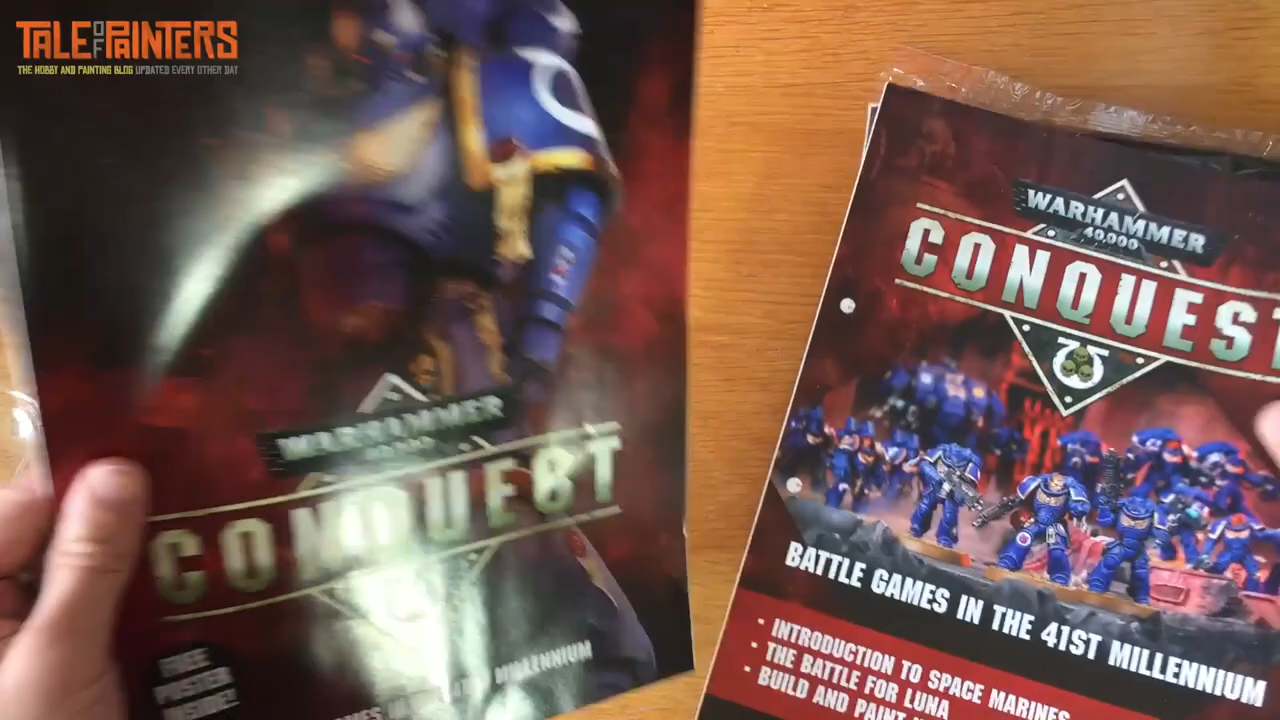 TALE OF PAINTERS
THE HOBBY AND PAINTING BLOG UPDATED EVERY OTHER DAY
WARHAMMER
CONQUEST
FREE
POSTER
INSIDE!
MILLENNIUM
WARHAMMER
40,000
CONQUEST
BATTLE GAMES IN THE 41ST MILLENNIUM
· INTRODUCTION TO SPACE MARINES
· THE BATTLE FOR LUNA
· BUILD AND PAINT